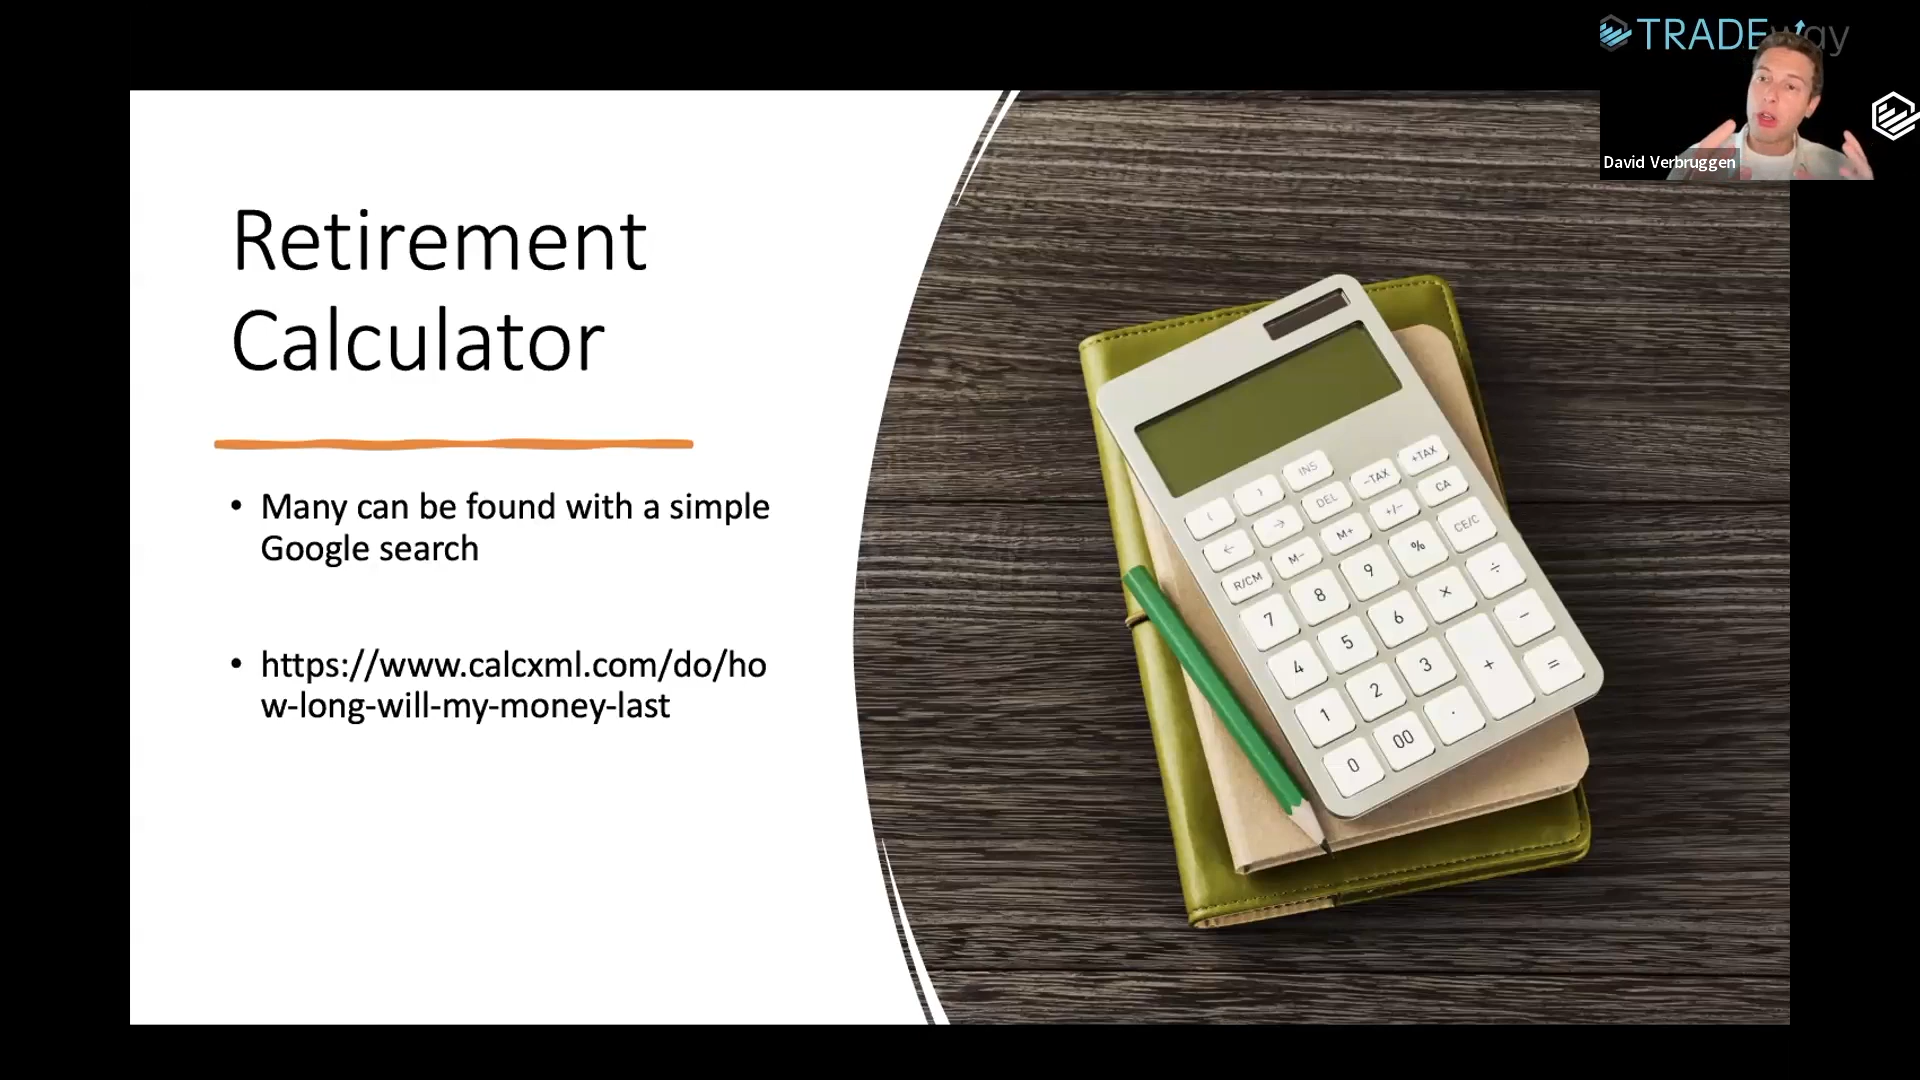 TRADEway
David Verbruggen
Retirement
Calculator
• Many can be found with a simple
Google search
• https://www.calcxml.com/do/ho
w-long-will-my-money-last
( ) INS -TAX +TAX
← → DEL +/- CA
R/CM M- M+ % CE/C
7 8 9 × ÷
4 5 6 + −
1 2 3 =
0 00 .